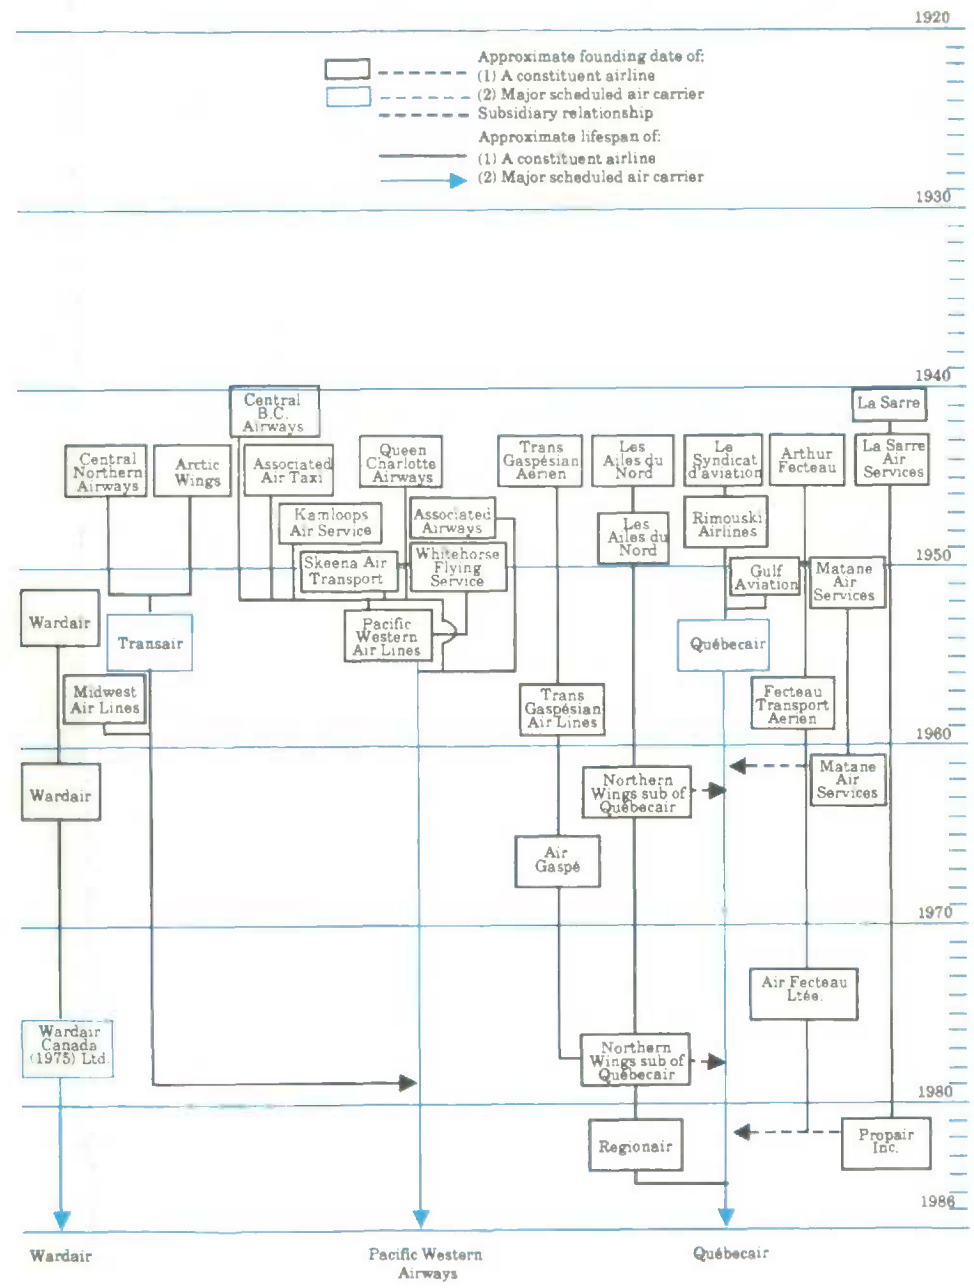 1920
Approximate founding date of:
(1) A constituent airline
(2) Major scheduled air carrier
Subsidiary relationship
Approximate lifespan of:
(1) A constituent airline
(2) Major scheduled air carrier
1930
1940
Central
B.C.
Airways
La Sarre
Central
Northern
Airways
Arctic
Wings
Associated
Air Taxi
Queen
Charlotte
Airways
Trans
Gaspésian
Aérien
Les
Ailes du
Nord
Le
Syndicat
d'aviation
Arthur
Fecteau
La Sarre
Air
Services
Kamloops
Air Service
Associated
Airways
Les
Ailes du
Nord
Rimouski
Airlines
Skeena Air
Transport
Whitehorse
Flying
Service
1950
Gulf
Aviation
Matane
Air
Services
Wardair
Transair
Pacific
Western
Air Lines
Québecair
Midwest
Air Lines
Trans
Gaspésian
Air Lines
Fecteau
Transport
Aerien
1960
Wardair
Northern
Wings sub of
Québecair
Matane
Air
Services
Air
Gaspé
1970
Air Fecteau
Ltée.
Wardair
Canada
(1975) Ltd.
Northern
Wings sub of
Québecair
1980
Regionair
Propair
Inc.
1986
Wardair
Pacific Western
Airways
Québecair